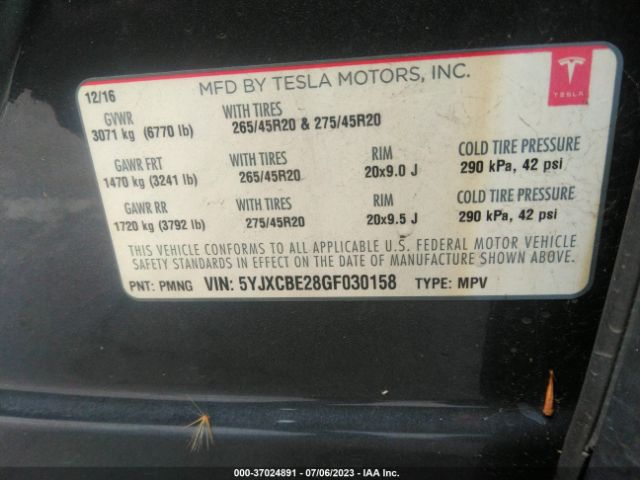 MFD BY TESLA MOTORS, INC.
TESLA
12/16
GVWR
3071 kg (6770 lb)
WITH TIRES
265/45R20 & 275/45R20
GAWR FRT
1470 kg (3241 lb)
WITH TIRES
265/45R20
RIM
20x9.0 J
COLD TIRE PRESSURE
290 kPa, 42 psi
GAWR RR
1720 kg (3792 lb)
WITH TIRES
275/45R20
RIM
20x9.5 J
COLD TIRE PRESSURE
290 kPa, 42 psi
THIS VEHICLE CONFORMS TO ALL APPLICABLE U.S. FEDERAL MOTOR VEHICLE
SAFETY STANDARDS IN EFFECT ON THE DATE OF MANUFACTURE SHOWN ABOVE.
PNT: PMNG VIN: 5YJXCBE28GF030158 TYPE: MPV
000-37024891 - 07/06/2023 - IAA Inc.